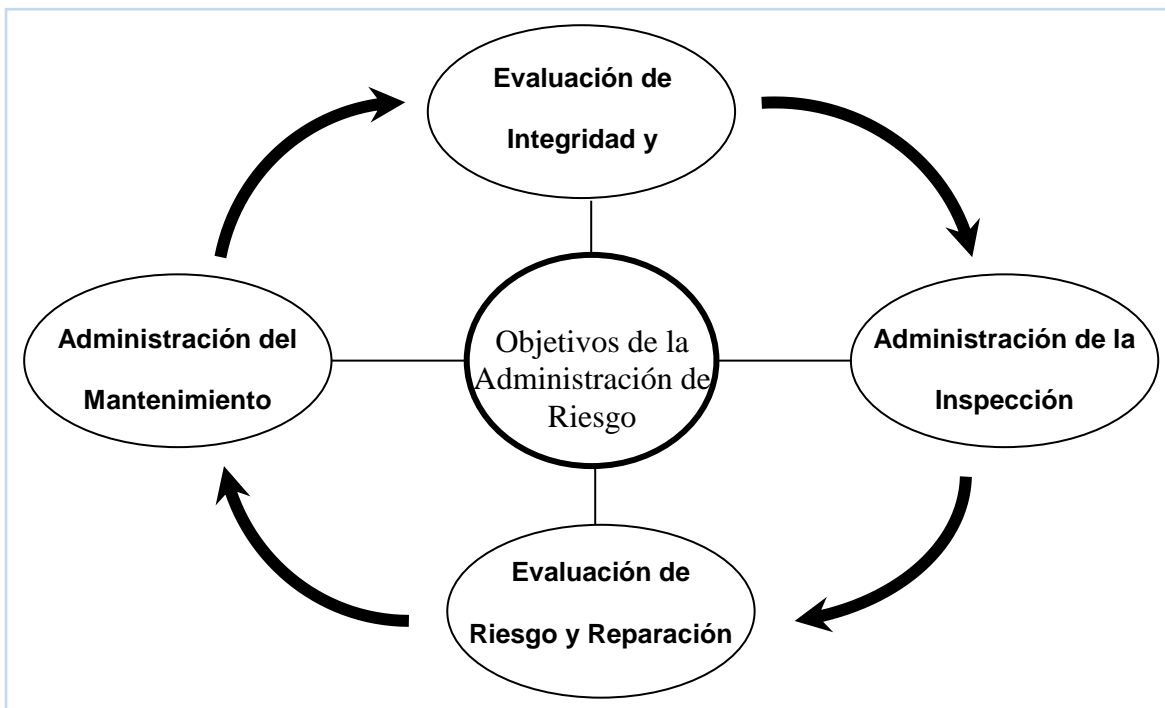 Evaluación de
Integridad y
Administración del
Mantenimiento
Objetivos de la
Administración de
Riesgo
Administración de la
Inspección
Evaluación de
Riesgo y Reparación